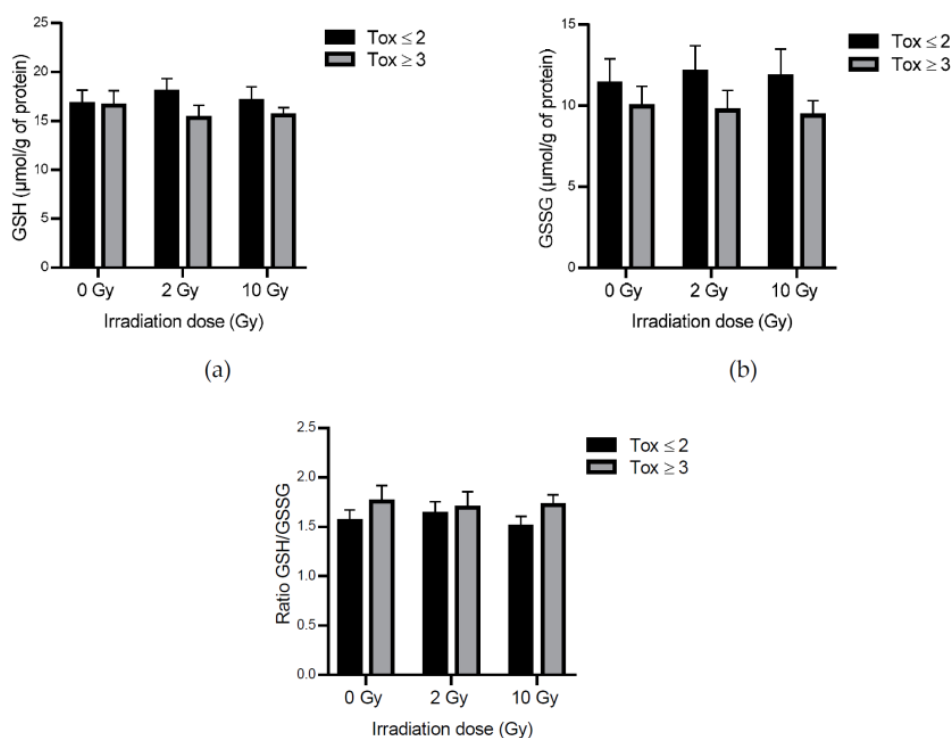 GSH (µmol/g of protein)
25
20
15
10
5
0
0 Gy
2 Gy
10 Gy
Irradiation dose (Gy)
Tox ≤ 2
Tox ≥ 3
(a)
GSSG (µmol/g of protein)
15
10
5
0
0 Gy
2 Gy
10 Gy
Irradiation dose (Gy)
Tox ≤ 2
Tox ≥ 3
(b)
Ratio GSH/GSSG
2.5
2.0
1.5
1.0
0.5
0.0
0 Gy
2 Gy
10 Gy
Irradiation dose (Gy)
Tox ≤ 2
Tox ≥ 3